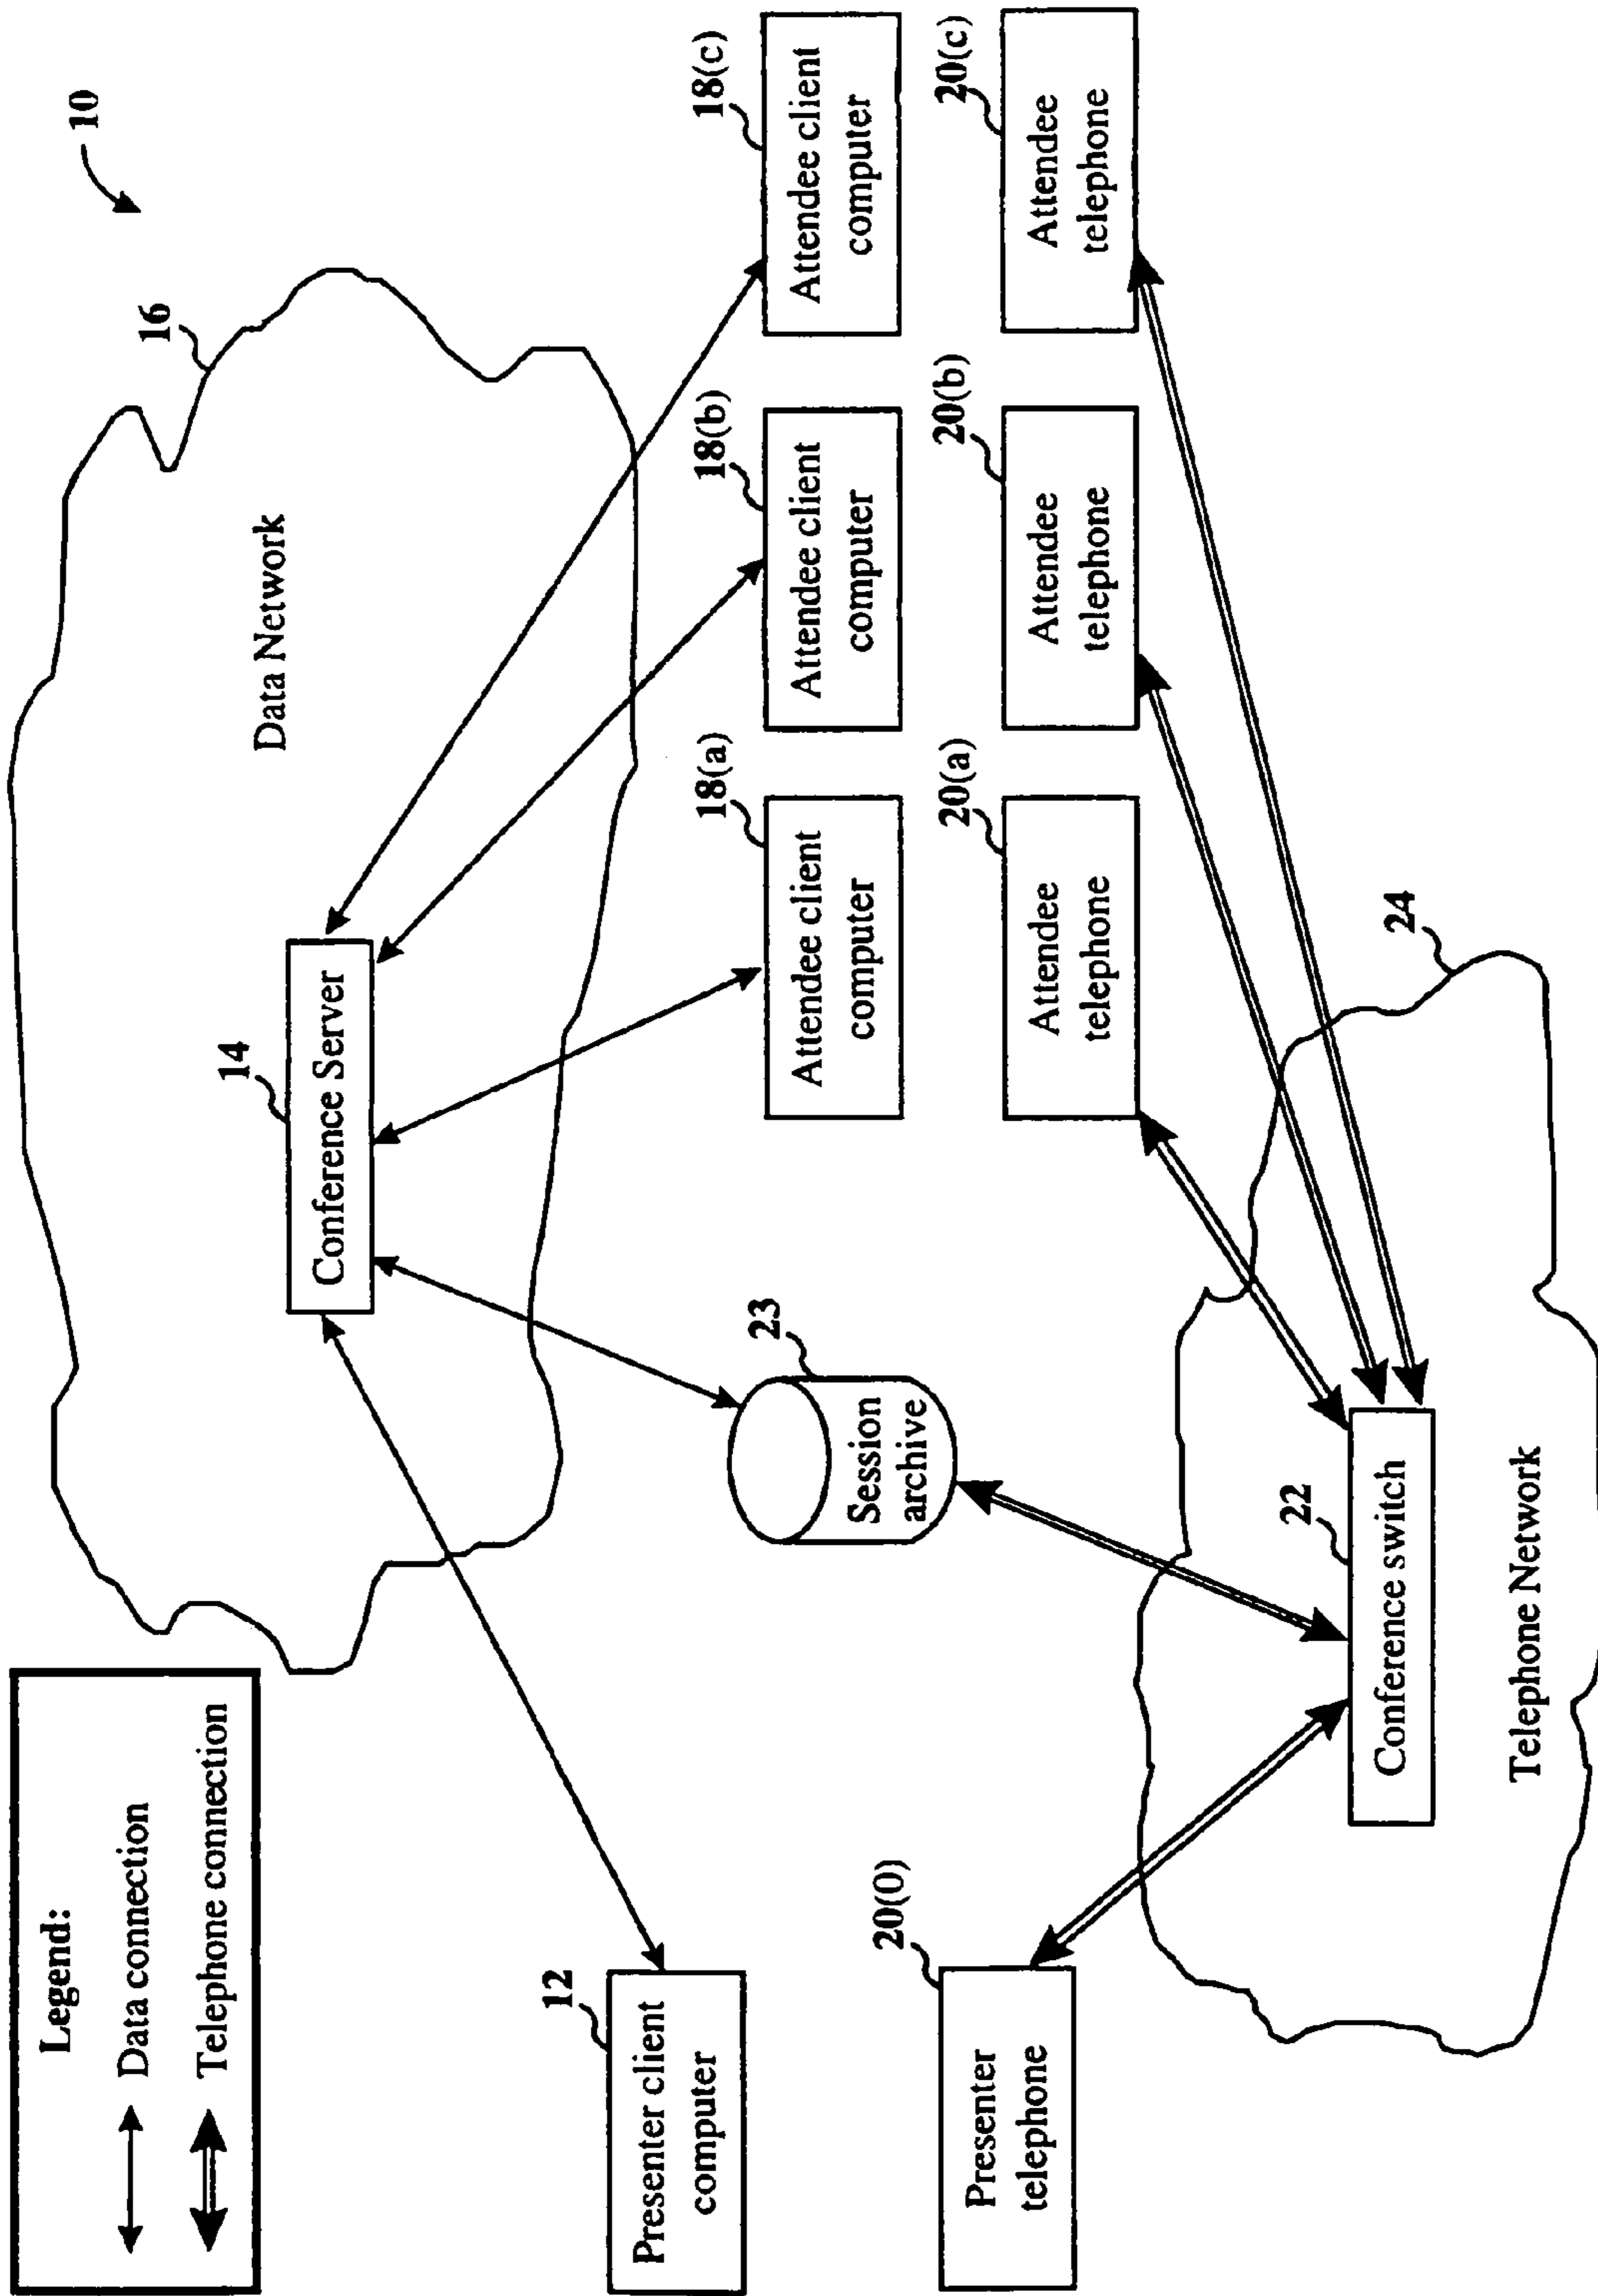 Legend:
Data connection
Telephone connection
10
16
Data Network
14
Conference Server
12
Presenter client
computer
23
Session
archive
18(a)
Attendee client
computer
18(b)
Attendee client
computer
18(c)
Attendee client
computer
20(0)
Presenter
telephone
20(a)
Attendee
telephone
20(b)
Attendee
telephone
20(c)
Attendee
telephone
22
Conference switch
24
Telephone Network